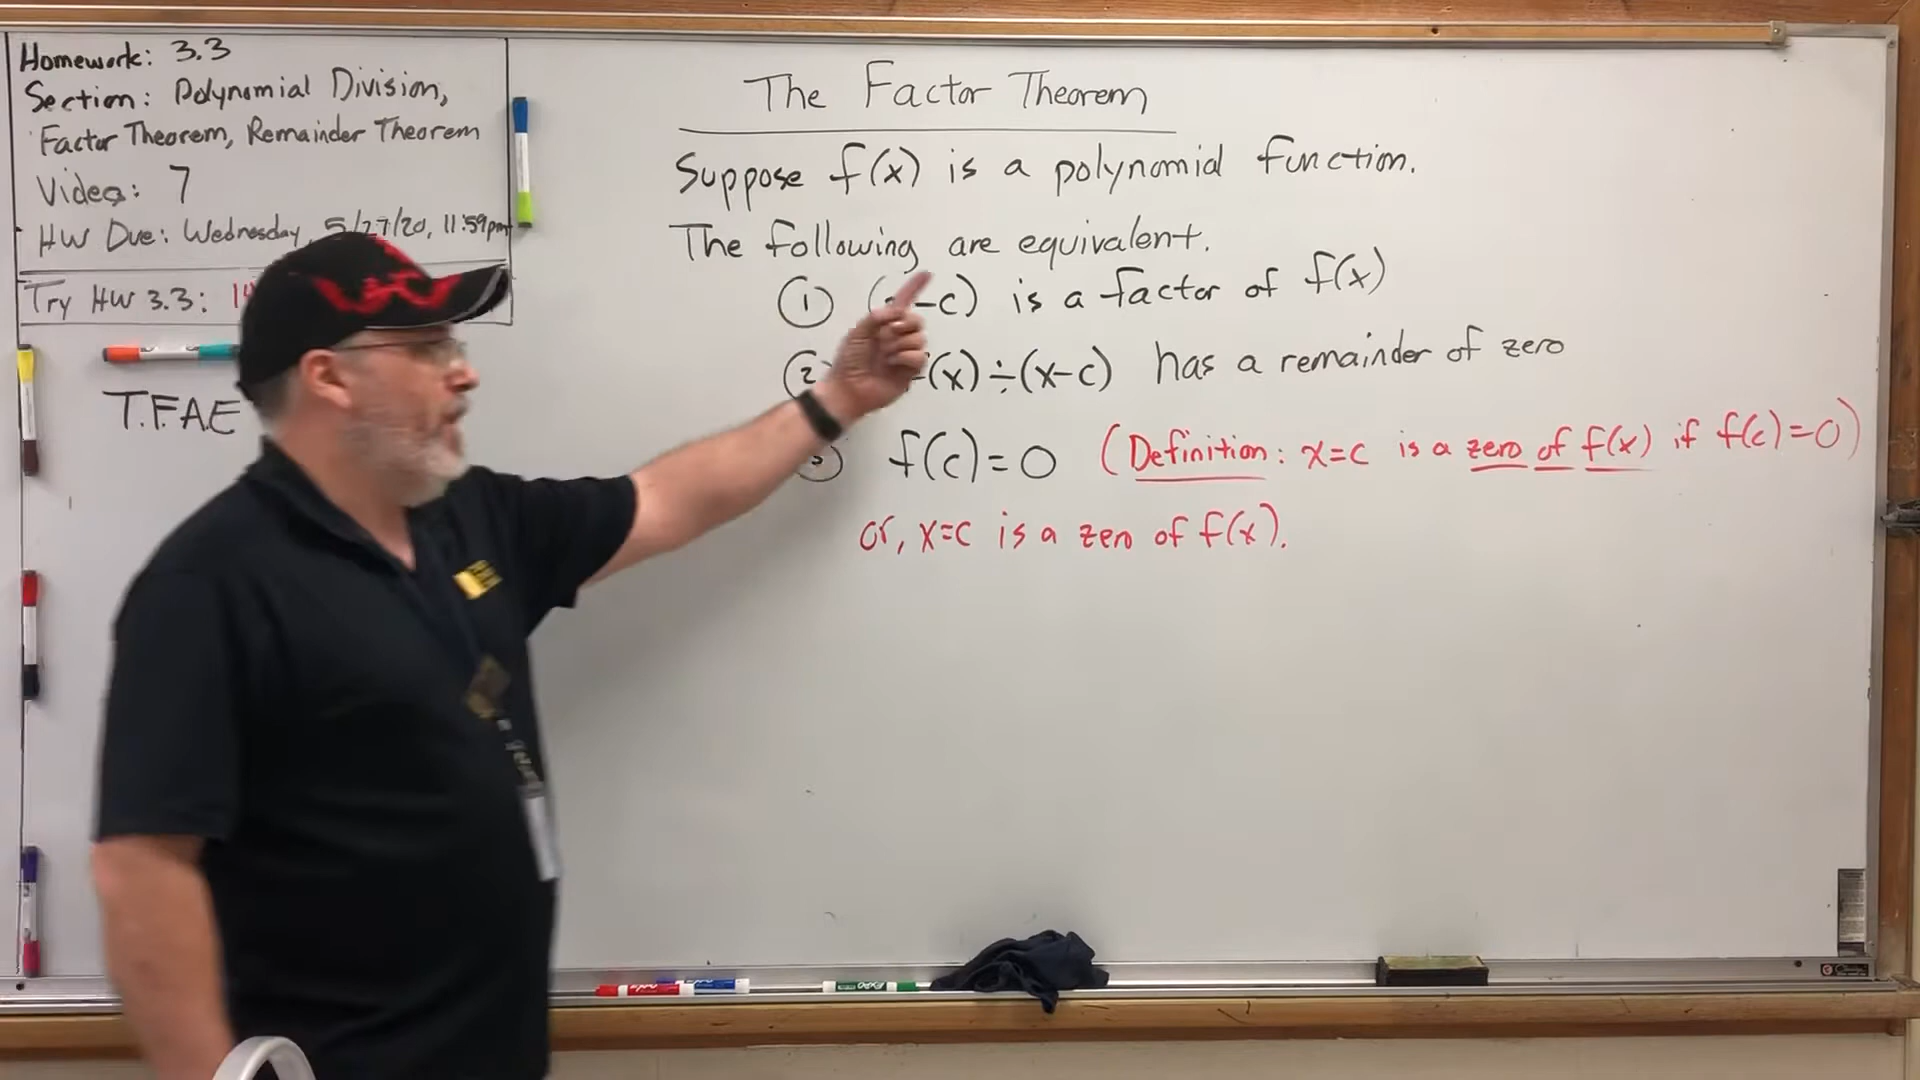 Homework: 3.3
Section: Polynomial Division,
Factor Theorem, Remainder Theorem
Video: 7
HW Due: Wednesday, 5/27/20, 11:59pm
Try HW 3.3:
T.F.A.E
The Factor Theorem
Suppose f(x) is a polynomial function.
The following are equivalent.
① -c) is a factor of f(x)
② (x)÷(x-c) has a remainder of zero
f(c)=0 (Definition: x=c is a zero of f(x) if f(c)=0)
or, x=c is a zero of f(x).
EXPO